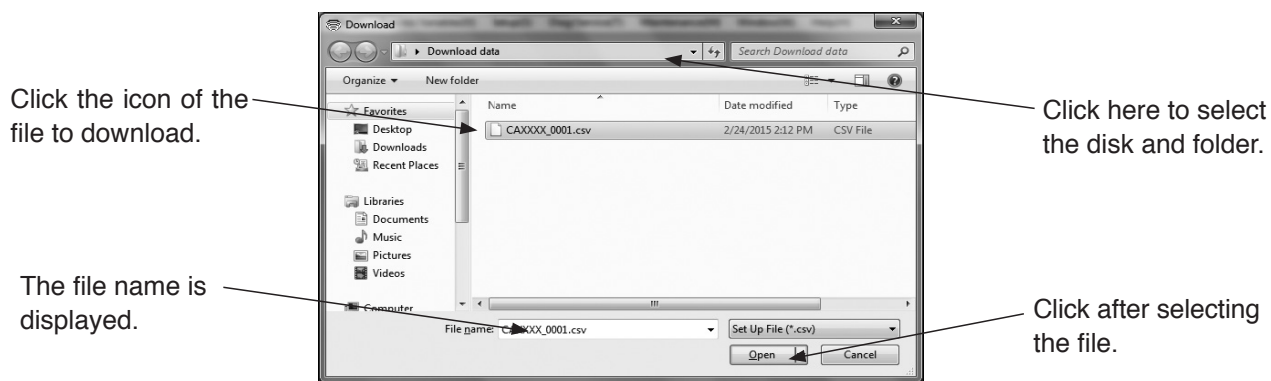 Download
Download data
Search Download data
Organize
New folder
Click the icon of the
file to download.
Favorites
Desktop
Downloads
Recent Places
Libraries
Documents
Music
Pictures
Videos
Computer
Name
Date modified
Type
CAXXXX_0001.csv
2/24/2015 2:12 PM
CSV File
Click here to select
the disk and folder.
The file name is
displayed.
File name:
CAXXXX_0001.csv
Set Up File (*.csv)
Open
Cancel
Click after selecting
the file.